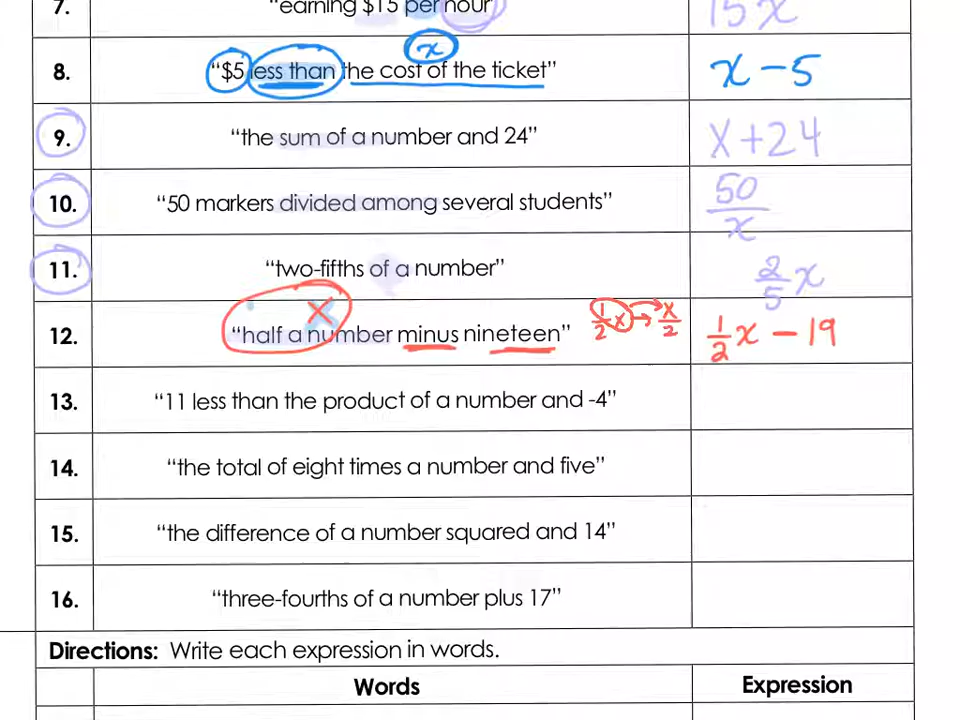 7. "earning $15 per hour" 15x
x
8. "$5 less than the cost of the ticket" x - 5
9. "the sum of a number and 24" x + 24
10. "50 markers divided among several students" 50/x
11. "two-fifths of a number" 2/5 x
x
12. "half a number minus nineteen" 1/2 x → x/2 1/2 x - 19
13. "11 less than the product of a number and -4"
14. "the total of eight times a number and five"
15. "the difference of a number squared and 14"
16. "three-fourths of a number plus 17"
Directions: Write each expression in words.
Words Expression